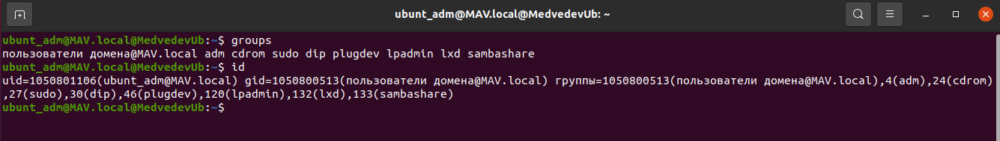 ubunt_adm@MAV.local@MedvedevUb: ~
ubunt_adm@MAV.local@MedvedevUb:~$ groups
пользователи домена@MAV.local adm cdrom sudo dip plugdev lpadmin lxd sambashare
ubunt_adm@MAV.local@MedvedevUb:~$ id
uid=1050801106(ubunt_adm@MAV.local) gid=1050800513(пользователи домена@MAV.local) группы=1050800513(пользователи домена@MAV.local),4(adm),24(cdrom)
,27(sudo),30(dip),46(plugdev),120(lpadmin),132(lxd),133(sambashare)
ubunt_adm@MAV.local@MedvedevUb:~$